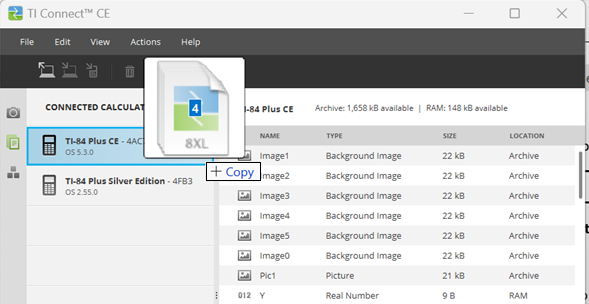 TI Connect™ CE
File Edit View Actions Help
CONNECTED CALCULAT
TI-84 Plus CE Archive: 1,658 kB available | RAM: 148 kB available
4
8XL
TI-84 Plus CE - 4AC
OS 5.3.0
+ Copy
TI-84 Plus Silver Edition - 4FB3
OS 2.55.0
NAME TYPE SIZE LOCATION
Image1 Background Image 22 kB Archive
Image2 Background Image 22 kB Archive
Image3 Background Image 22 kB Archive
Image4 Background Image 22 kB Archive
Image5 Background Image 22 kB Archive
Image0 Background Image 22 kB Archive
Pic1 Picture 21 kB Archive
012 Y Real Number 9 B RAM